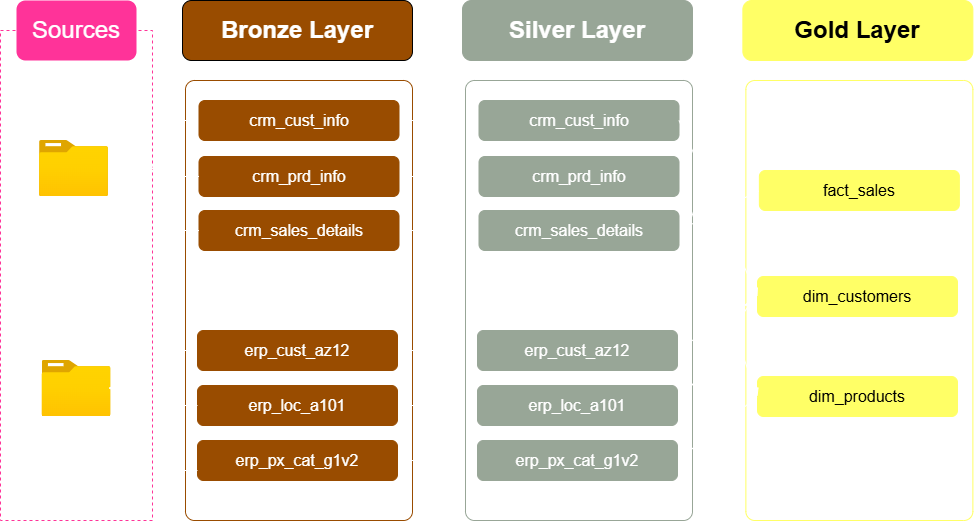 Sources
Bronze Layer
Silver Layer
Gold Layer
crm_cust_info
crm_prd_info
crm_sales_details
erp_cust_az12
erp_loc_a101
erp_px_cat_g1v2
crm_cust_info
crm_prd_info
crm_sales_details
erp_cust_az12
erp_loc_a101
erp_px_cat_g1v2
fact_sales
dim_customers
dim_products